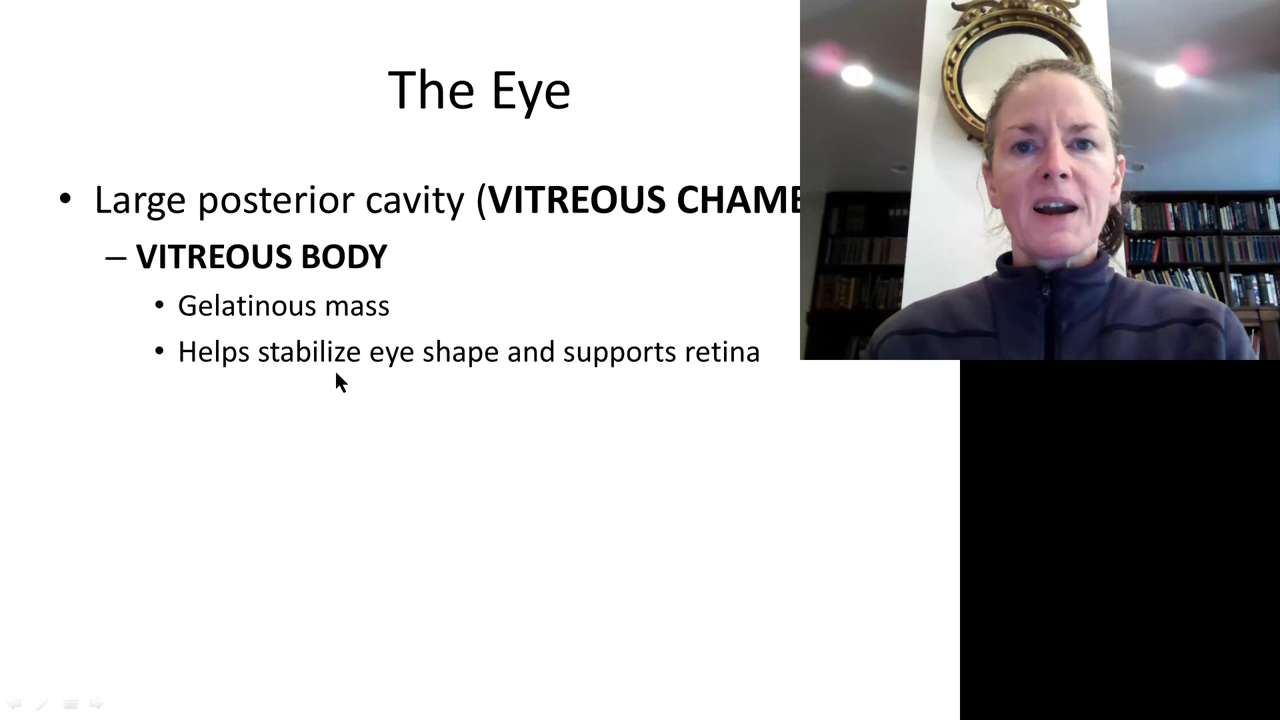 The Eye
• Large posterior cavity (VITREOUS CHAMB
– VITREOUS BODY
• Gelatinous mass
• Helps stabilize eye shape and supports retina